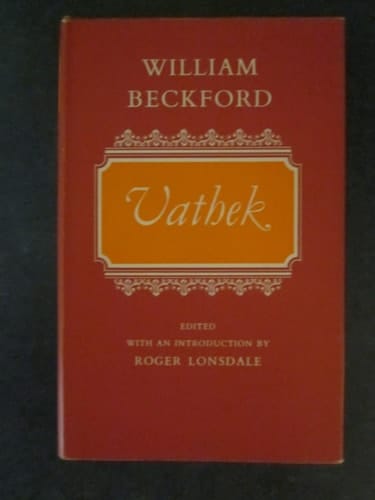 WILLIAM
BECKFORD
Vathek
EDITED
WITH AN INTRODUCTION BY
ROGER LONSDALE